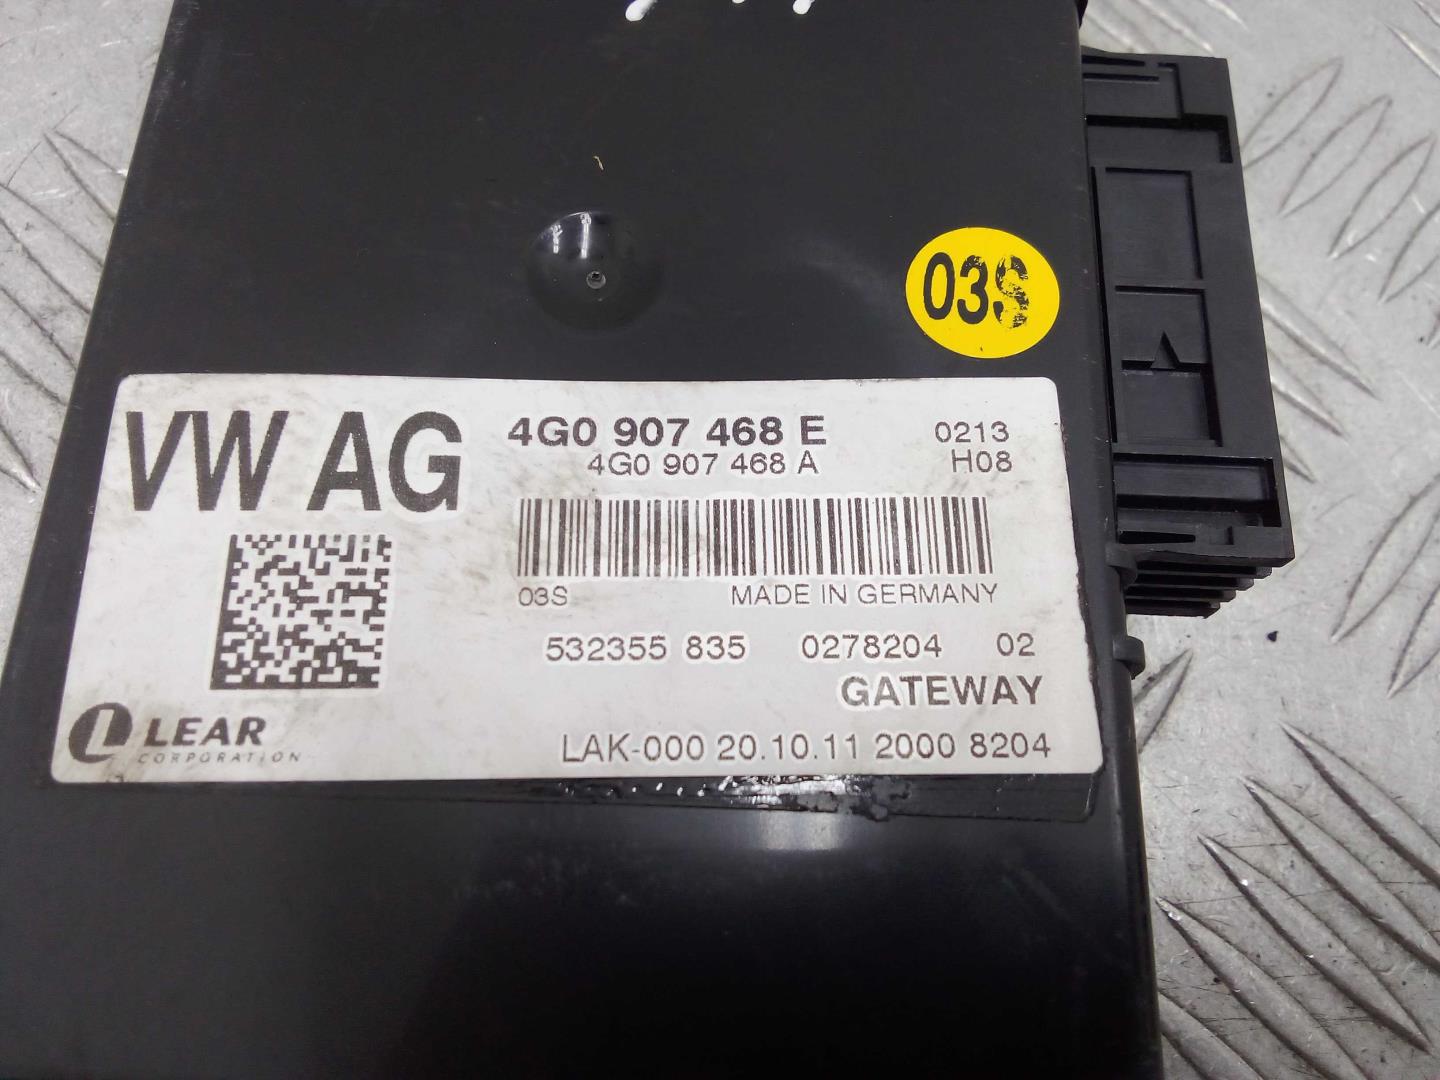 03S
VW AG
4G0 907 468 E 0213
4G0 907 468 A H08
03S MADE IN GERMANY
532355 835 0278204 02
GATEWAY
LEAR
CORPORATION
LAK-000 20.10.11 2000 8204